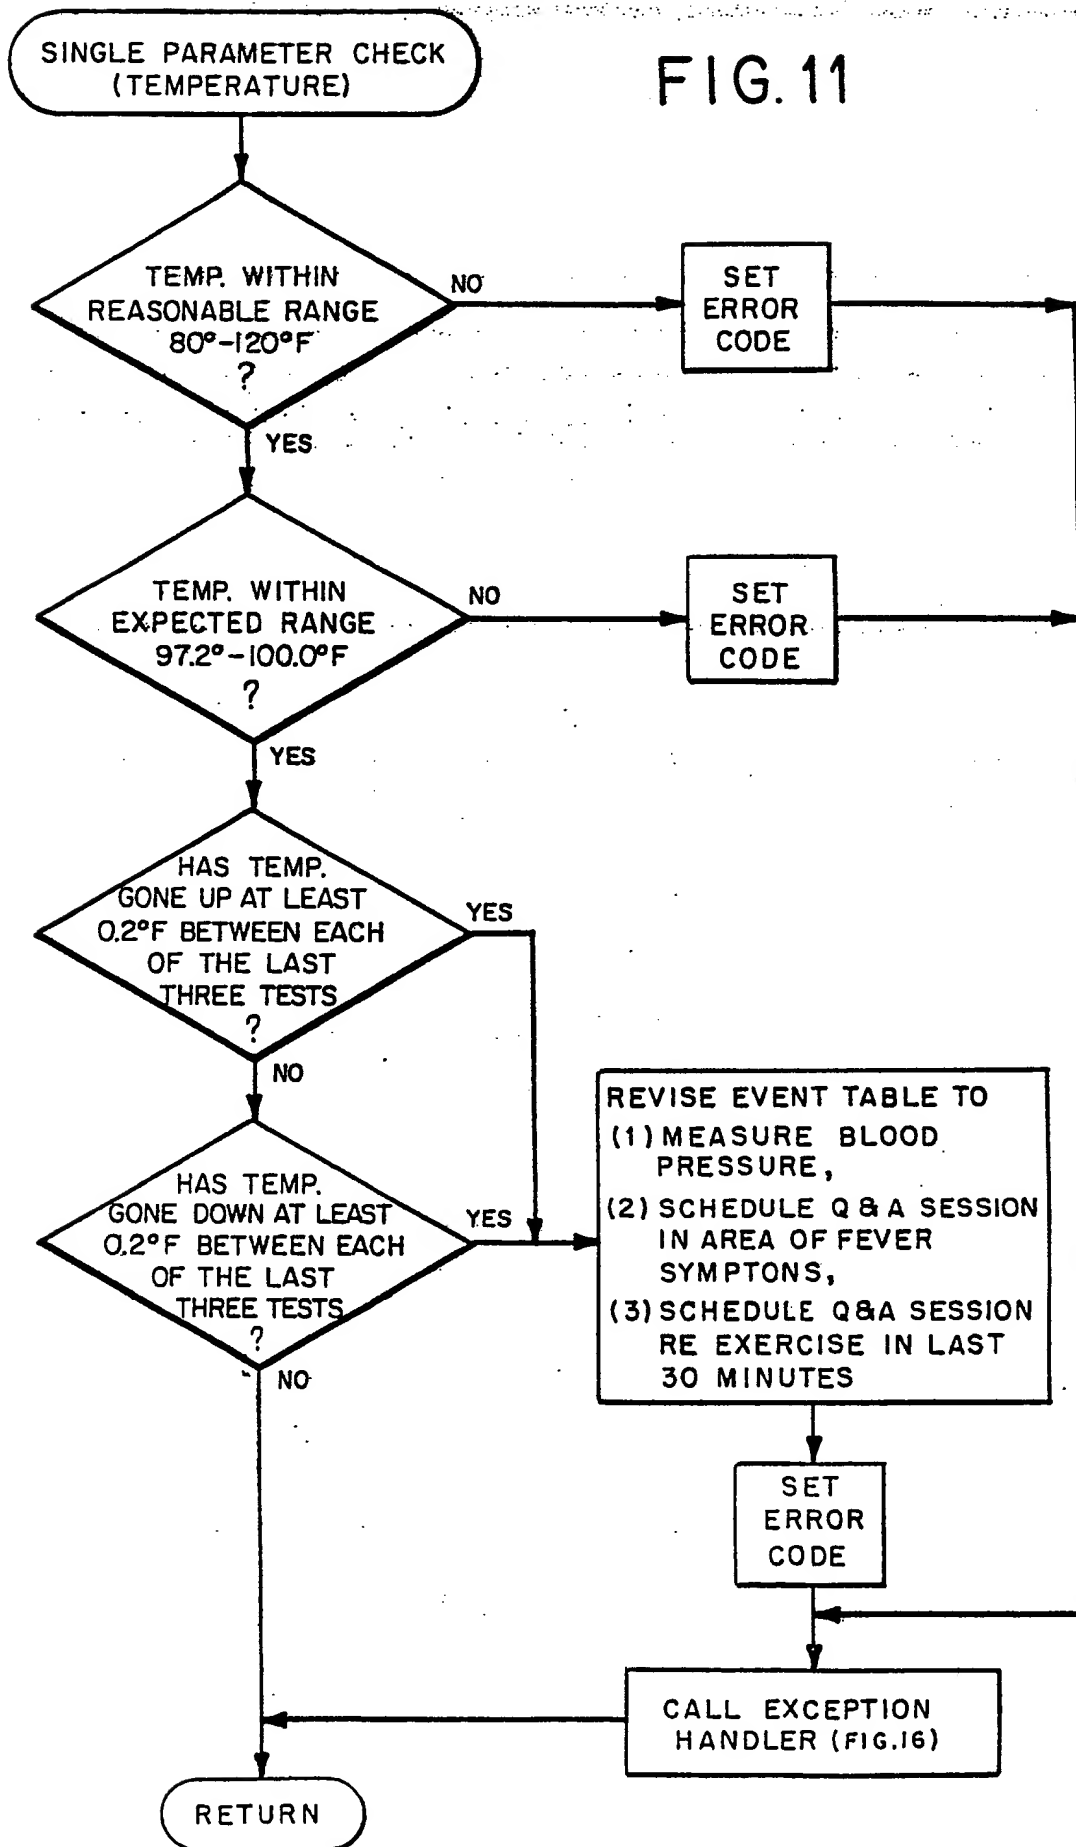 SINGLE PARAMETER CHECK
(TEMPERATURE)
FIG. 11
TEMP. WITHIN
REASONABLE RANGE
80°-120°F
?
NO
SET
ERROR
CODE
YES
TEMP. WITHIN
EXPECTED RANGE
97.2°-100.0°F
?
NO
SET
ERROR
CODE
YES
HAS TEMP.
GONE UP AT LEAST
0.2°F BETWEEN EACH
OF THE LAST
THREE TESTS
?
YES
NO
HAS TEMP.
GONE DOWN AT LEAST
0.2°F BETWEEN EACH
OF THE LAST
THREE TESTS
?
YES
NO
REVISE EVENT TABLE TO
(1) MEASURE BLOOD
PRESSURE,
(2) SCHEDULE Q & A SESSION
IN AREA OF FEVER
SYMPTONS,
(3) SCHEDULE Q&A SESSION
RE EXERCISE IN LAST
30 MINUTES
SET
ERROR
CODE
CALL EXCEPTION
HANDLER (FIG.16)
RETURN